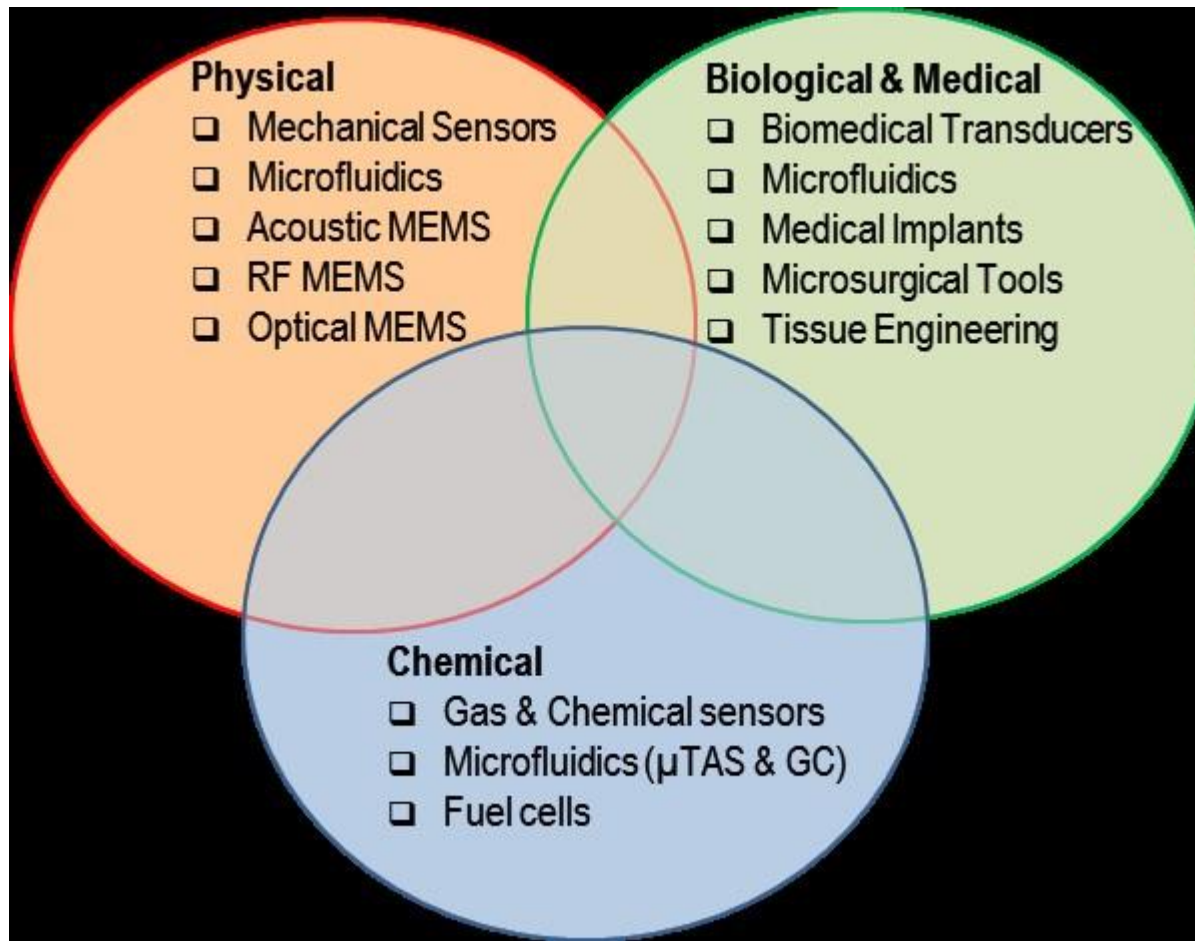 Physical
❑ Mechanical Sensors
❑ Microfluidics
❑ Acoustic MEMS
❑ RF MEMS
❑ Optical MEMS
Biological & Medical
❑ Biomedical Transducers
❑ Microfluidics
❑ Medical Implants
❑ Microsurgical Tools
❑ Tissue Engineering
Chemical
❑ Gas & Chemical sensors
❑ Microfluidics (µTAS & GC)
❑ Fuel cells